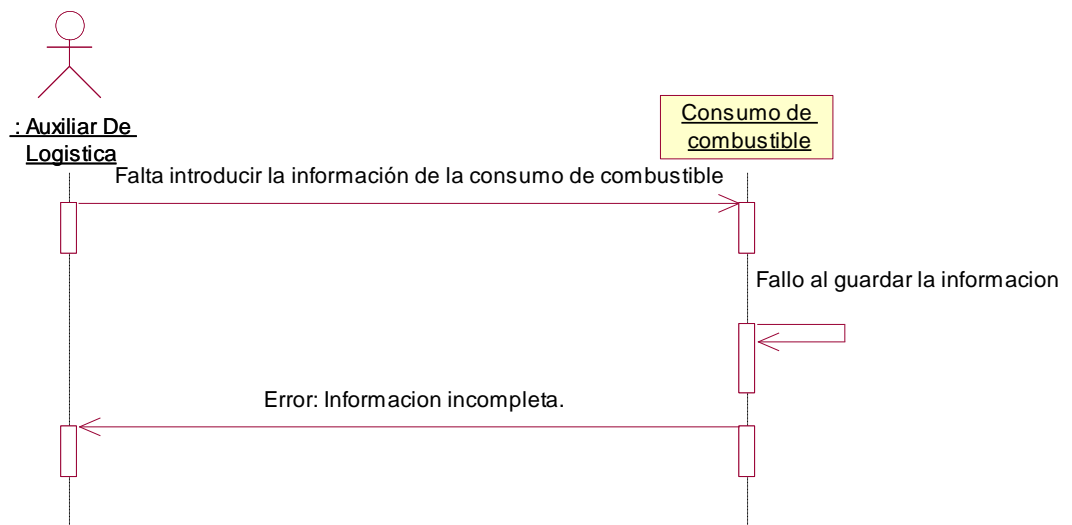 : Auxiliar De
Logistica
Consumo de
combustible
Falta introducir la información de la consumo de combustible
Fallo al guardar la informacion
Error: Informacion incompleta.